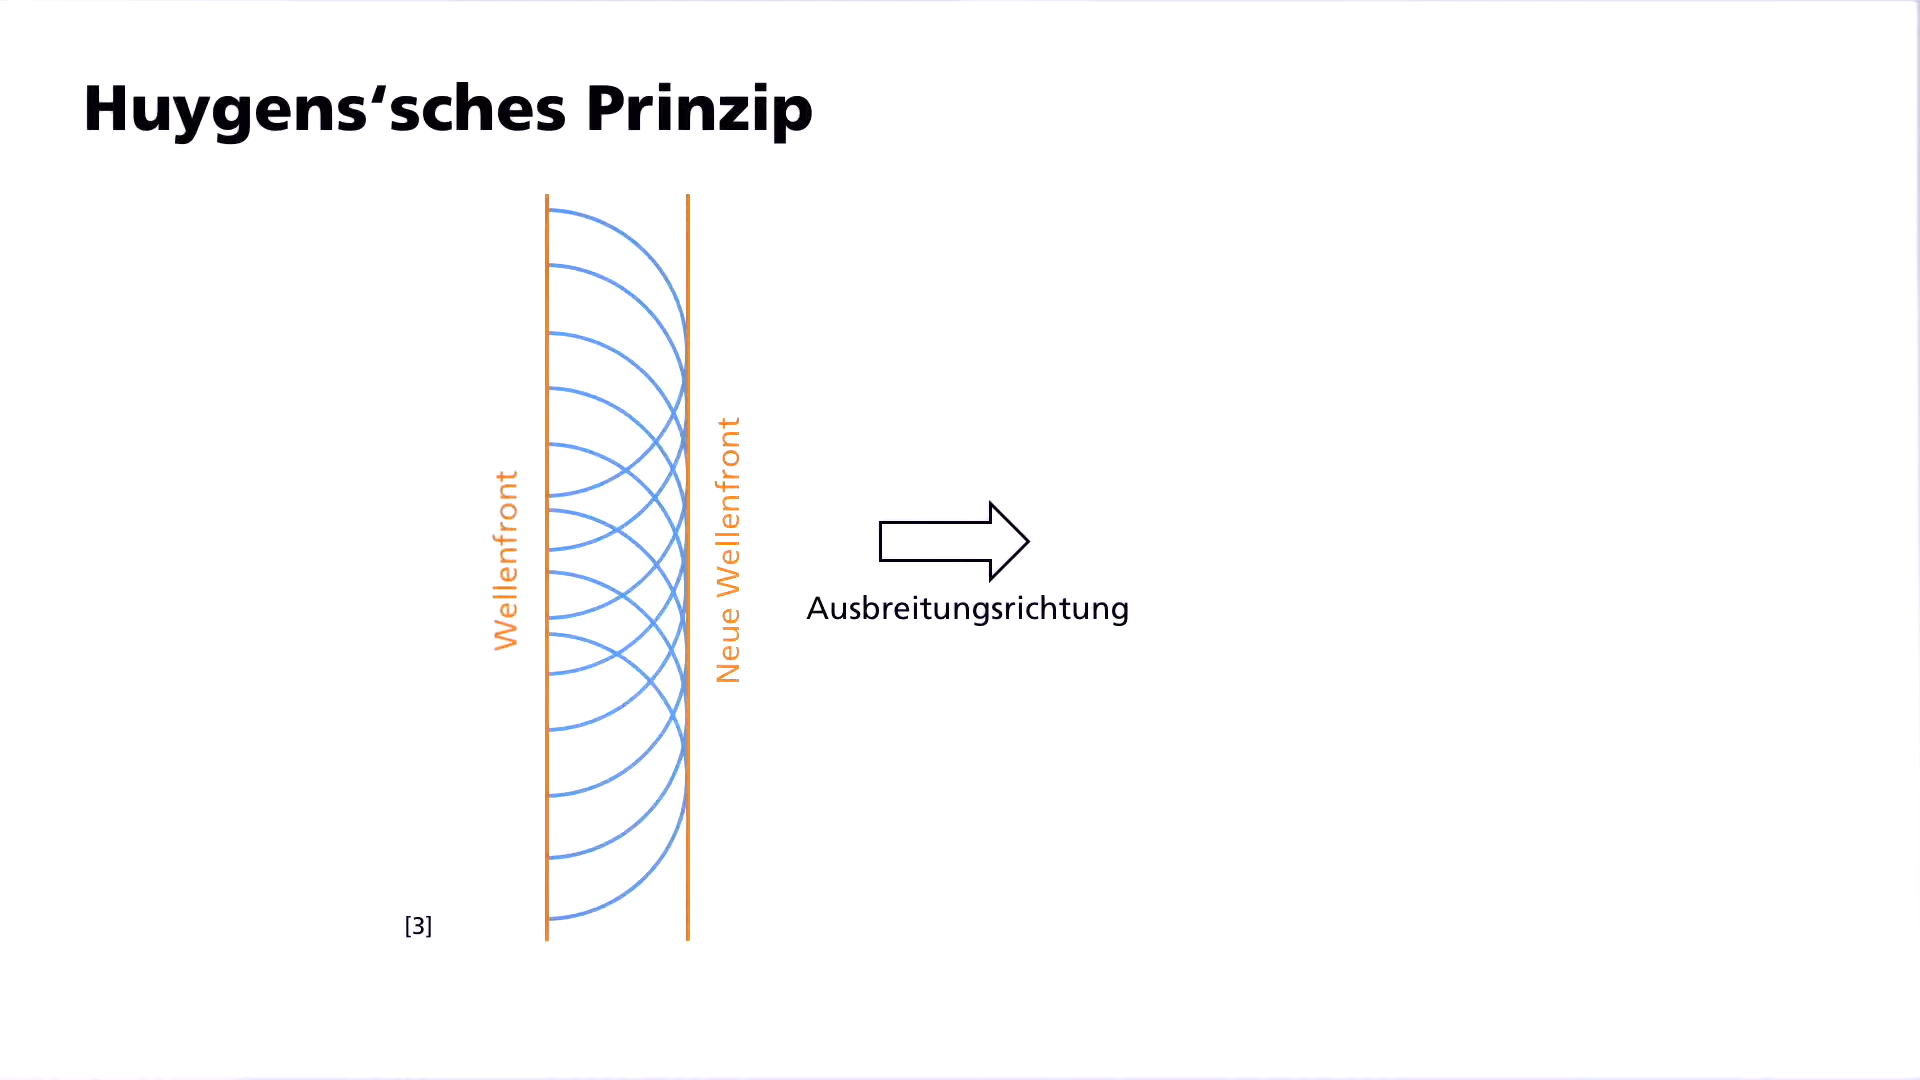 Huygens‘sches Prinzip
Wellenfront
Neue Wellenfront
Ausbreitungsrichtung
[3]